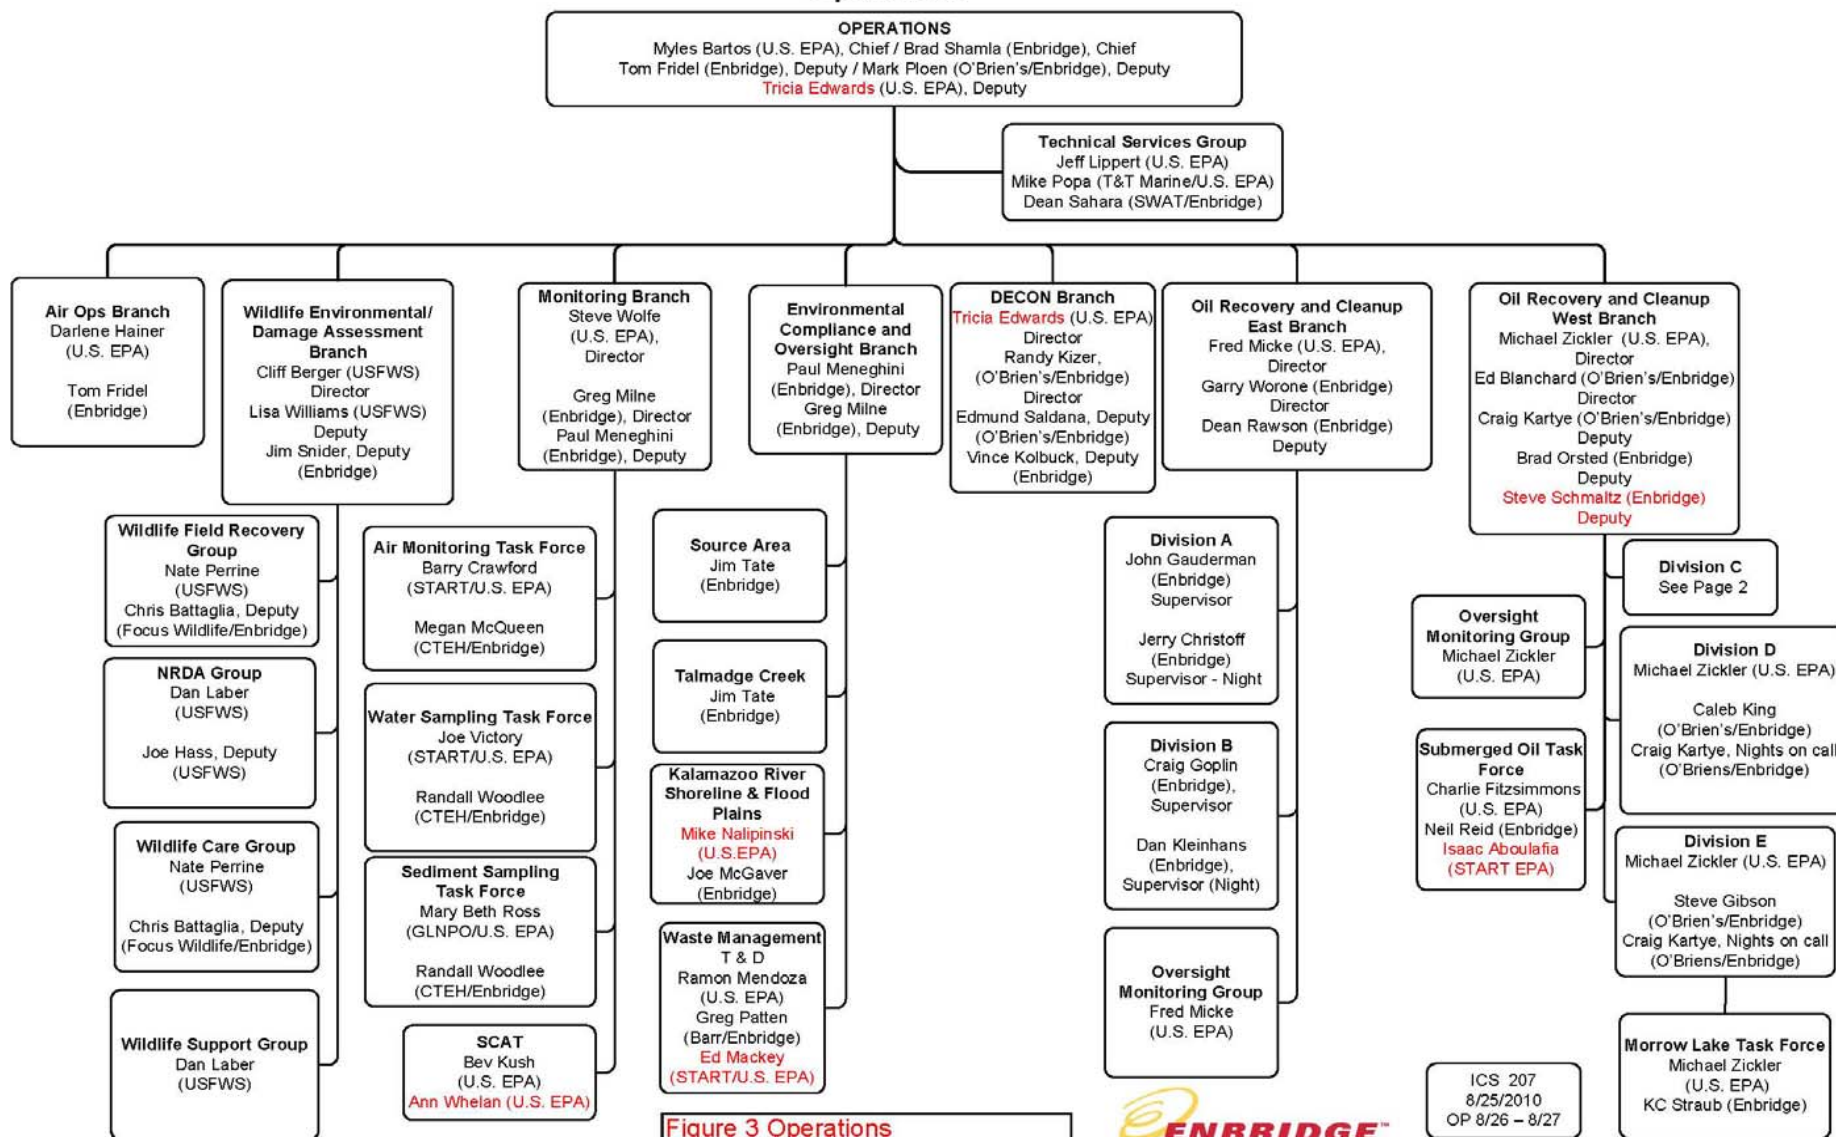 OPERATIONS
Myles Bartos (U.S. EPA), Chief / Brad Shamla (Enbridge), Chief
Tom Fridel (Enbridge), Deputy / Mark Ploen (O'Brien's/Enbridge), Deputy
Tricia Edwards (U.S. EPA), Deputy
Technical Services Group
Jeff Lippert (U.S. EPA)
Mike Popa (T&T Marine/U.S. EPA)
Dean Sahara (SWAT/Enbridge)
Air Ops Branch
Darlene Hainer
(U.S. EPA)
Tom Fridel
(Enbridge)
Wildlife Environmental/
Damage Assessment
Branch
Cliff Berger (USFWS)
Director
Lisa Williams (USFWS)
Deputy
Jim Snider, Deputy
(Enbridge)
Monitoring Branch
Steve Wolfe
(U.S. EPA),
Director
Greg Milne
(Enbridge), Director
Paul Meneghini
(Enbridge), Deputy
Environmental
Compliance and
Oversight Branch
Paul Meneghini
(Enbridge), Director
Greg Milne
(Enbridge), Deputy
DECON Branch
Tricia Edwards (U.S. EPA)
Director
Randy Kizer,
(O'Brien's/Enbridge)
Director
Edmund Saldana, Deputy
(O'Brien's/Enbridge)
Vince Kolbuck, Deputy
(Enbridge)
Oil Recovery and Cleanup
East Branch
Fred Micke (U.S. EPA),
Director
Garry Worone (Enbridge)
Director
Dean Rawson (Enbridge)
Deputy
Oil Recovery and Cleanup
West Branch
Michael Zickler (U.S. EPA),
Director
Ed Blanchard (O'Brien's/Enbridge)
Director
Craig Kartye (O'Brien's/Enbridge)
Deputy
Brad Orsted (Enbridge)
Deputy
Steve Schmaltz (Enbridge)
Deputy
Wildlife Field Recovery
Group
Nate Perrine
(USFWS)
Chris Battaglia, Deputy
(Focus Wildlife/Enbridge)
NRDA Group
Dan Laber
(USFWS)
Joe Hass, Deputy
(USFWS)
Wildlife Care Group
Nate Perrine
(USFWS)
Chris Battaglia, Deputy
(Focus Wildlife/Enbridge)
Wildlife Support Group
Dan Laber
(USFWS)
Air Monitoring Task Force
Barry Crawford
(START/U.S. EPA)
Megan McQueen
(CTEH/Enbridge)
Water Sampling Task Force
Joe Victory
(START/U.S. EPA)
Randall Woodlee
(CTEH/Enbridge)
Sediment Sampling
Task Force
Mary Beth Ross
(GLNPO/U.S. EPA)
Randall Woodlee
(CTEH/Enbridge)
SCAT
Bev Kush
(U.S. EPA)
Ann Whelan (U.S. EPA)
Source Area
Jim Tate
(Enbridge)
Talmadge Creek
Jim Tate
(Enbridge)
Kalamazoo River
Shoreline & Flood
Plains
Mike Nalipinski
(U.S.EPA)
Joe McGaver
(Enbridge)
Waste Management
T & D
Ramon Mendoza
(U.S. EPA)
Greg Patten
(Barr/Enbridge)
Ed Mackey
(START/U.S. EPA)
Division A
John Gauderman
(Enbridge)
Supervisor
Jerry Christoff
(Enbridge)
Supervisor - Night
Division B
Craig Goplin
(Enbridge),
Supervisor
Dan Kleinhans
(Enbridge),
Supervisor (Night)
Oversight
Monitoring Group
Fred Micke
(U.S. EPA)
Division C
See Page 2
Oversight
Monitoring Group
Michael Zickler
(U.S. EPA)
Division D
Michael Zickler (U.S. EPA)
Caleb King
(O'Brien's/Enbridge)
Craig Kartye, Nights on call
(O'Briens/Enbridge)
Submerged Oil Task
Force
Charlie Fitzsimmons
(U.S. EPA)
Neil Reid (Enbridge)
Isaac Aboulafia
(START EPA)
Division E
Michael Zickler (U.S. EPA)
Steve Gibson
(O'Brien's/Enbridge)
Craig Kartye, Nights on call
(O'Briens/Enbridge)
Morrow Lake Task Force
Michael Zickler
(U.S. EPA)
KC Straub (Enbridge)
ICS 207
8/25/2010
OP 8/26 – 8/27
Figure 3 Operations
ENBRIDGE™